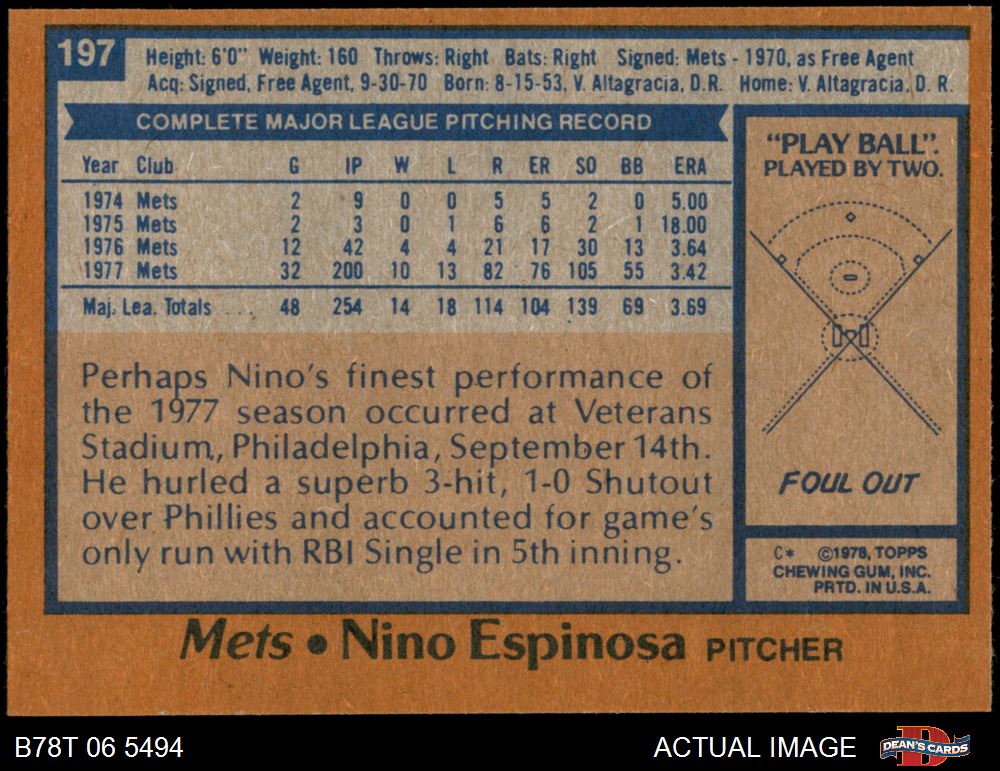 197
Height: 6'0" Weight: 160 Throws: Right Bats: Right Signed: Mets - 1970, as Free Agent
Acq: Signed, Free Agent, 9-30-70 Born: 8-15-53, V. Altagracia, D.R. Home: V. Altagracia, D. R.
COMPLETE MAJOR LEAGUE PITCHING RECORD
Year Club G IP W L R ER SO BB ERA
1974 Mets 2 9 0 0 5 5 2 0 5.00
1975 Mets 2 3 0 1 6 6 2 1 18.00
1976 Mets 12 42 4 4 21 17 30 13 3.64
1977 Mets 32 200 10 13 82 76 105 55 3.42
Maj. Lea. Totals . . . 48 254 14 18 114 104 139 69 3.69
Perhaps Nino's finest performance of
the 1977 season occurred at Veterans
Stadium, Philadelphia, September 14th.
He hurled a superb 3-hit, 1-0 Shutout
over Phillies and accounted for game's
only run with RBI Single in 5th inning.
"PLAY BALL".
PLAYED BY TWO.
FOUL OUT
C* ©1978, TOPPS
CHEWING GUM, INC.
PRTD. IN U.S.A.
Mets • Nino Espinosa PITCHER
B78T 06 5494
ACTUAL IMAGE
DEAN'S CARDS